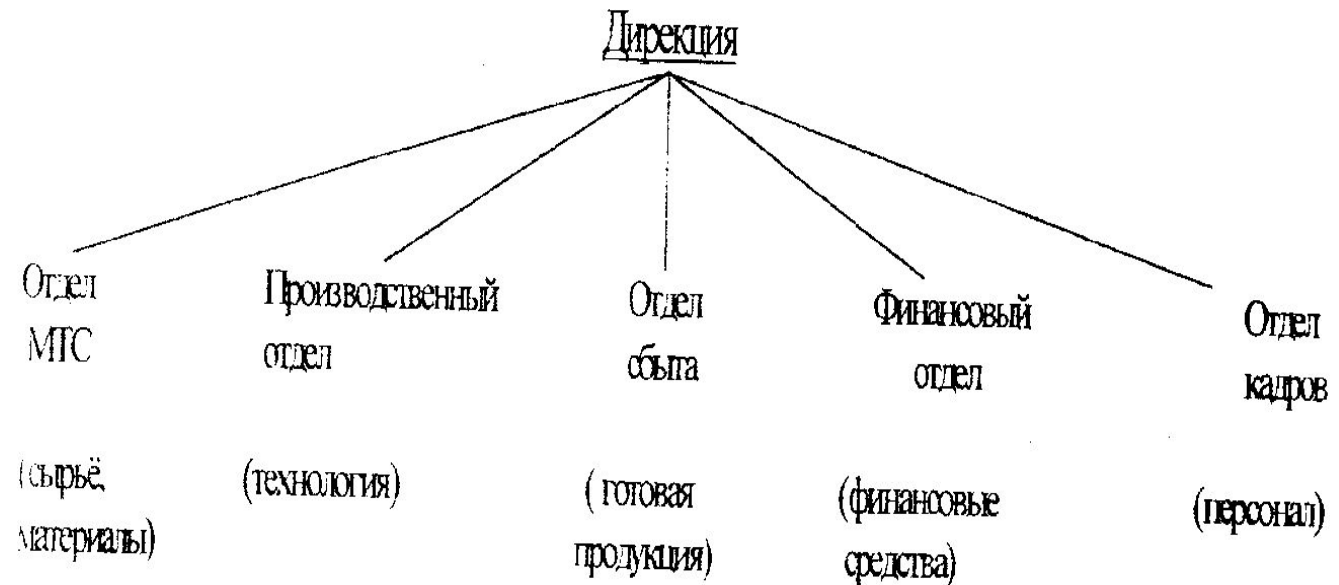 Дирекция
Отдел
МТС
(сырьё,
материалы)
Производственный
отдел
(технология)
Отдел
сбыта
( готовая
продукция)
Финансовый
отдел
(финансовые
средства)
Отдел
кадров
(персонал)